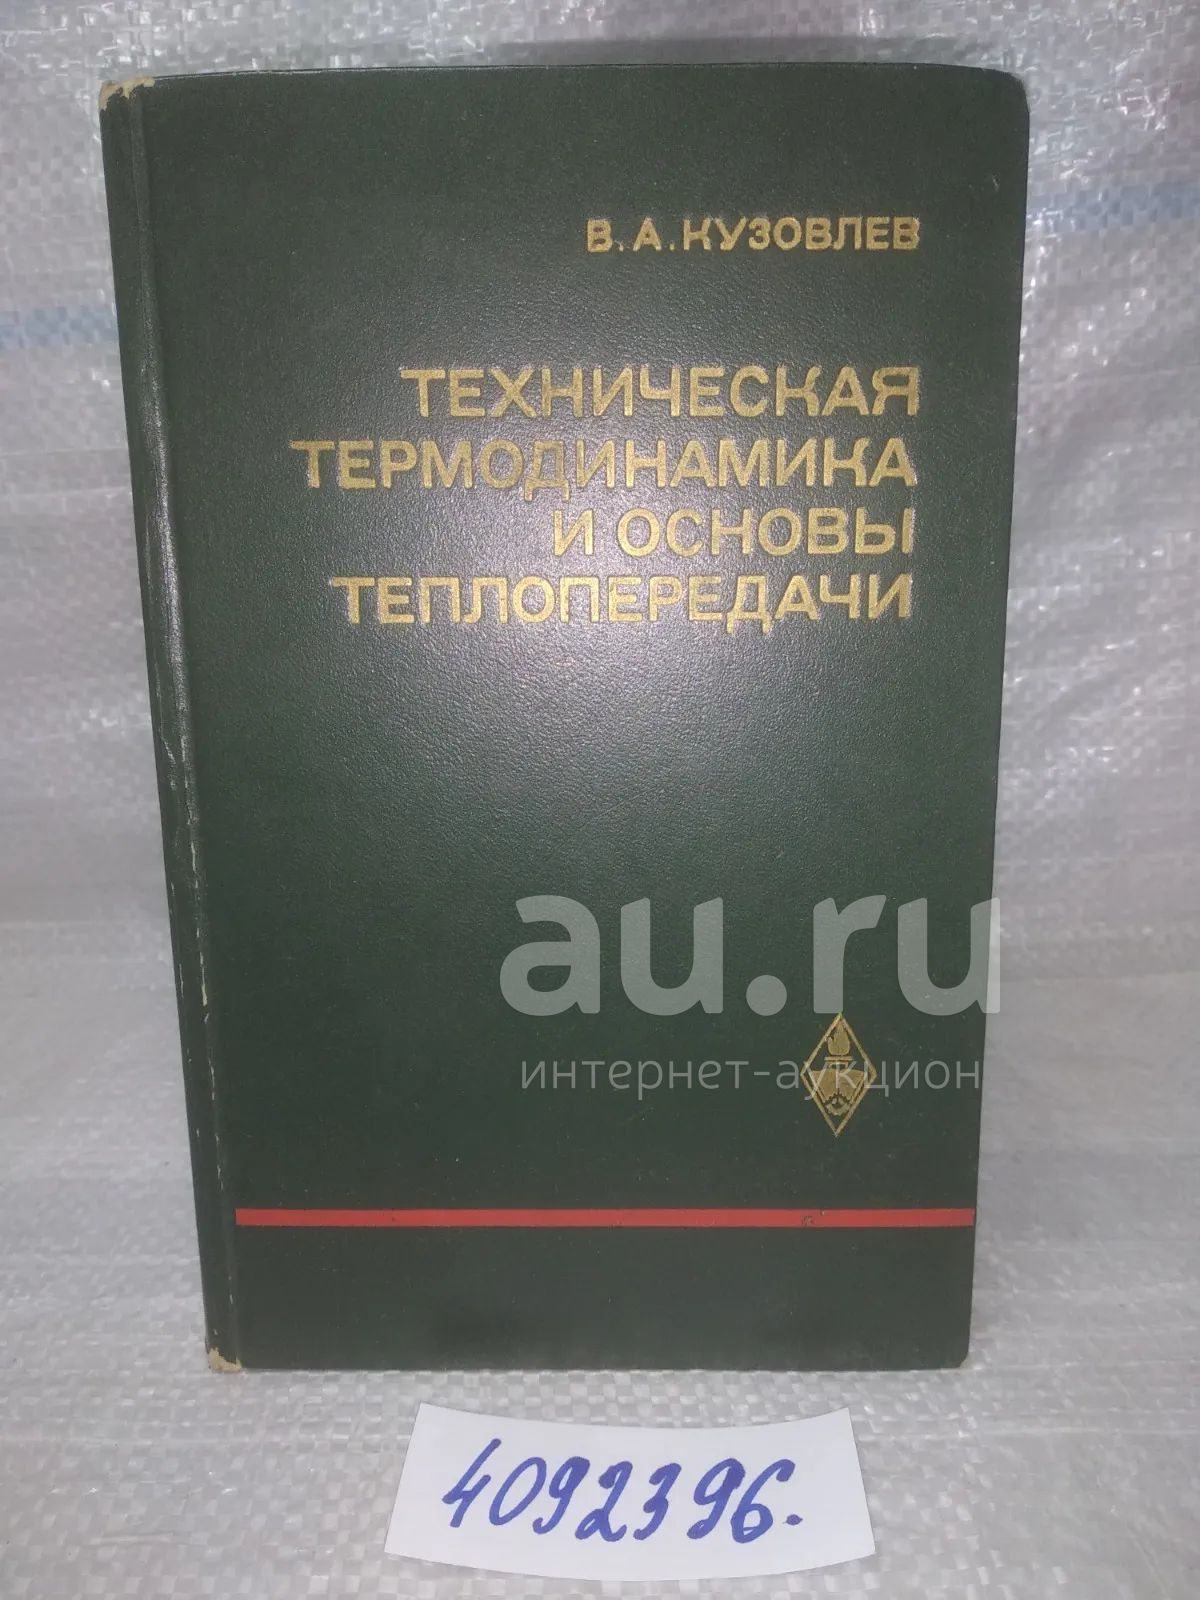 В.А.КУЗОВЛЕВ
ТЕХНИЧЕСКАЯ
ТЕРМОДИНАМИКА
И ОСНОВЫ
ТЕПЛОПЕРЕДАЧИ
au.ru
интернет-аукцион
4092396.